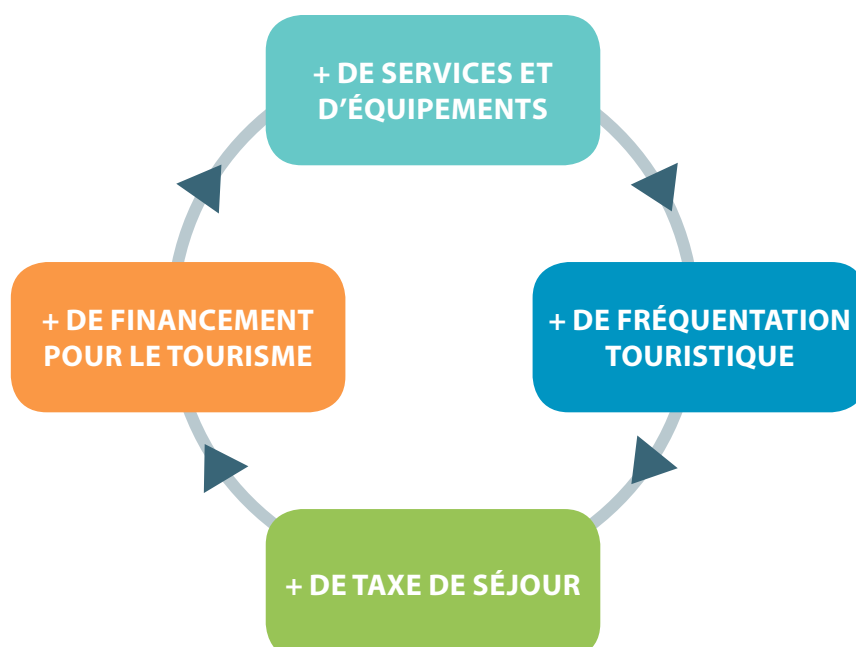 + DE SERVICES ET
D'ÉQUIPEMENTS
+ DE FINANCEMENT
POUR LE TOURISME
+ DE FRÉQUENTATION
TOURISTIQUE
+ DE TAXE DE SÉJOUR